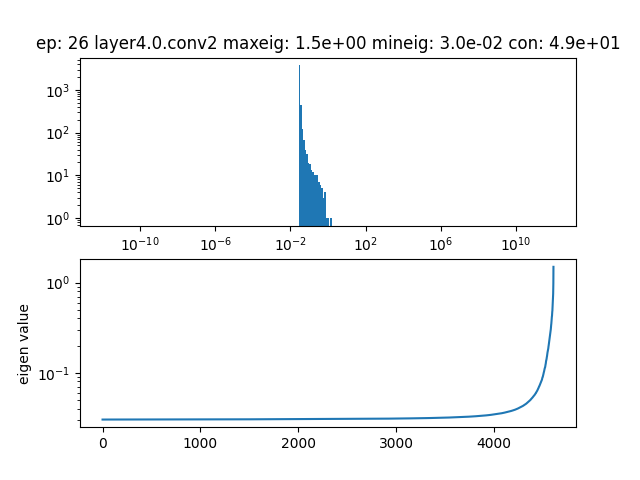 ep: 26 layer4.0.conv2 maxeig: 1.5e+00 mineig: 3.0e-02 con: 4.9e+01
10³
10²
10¹
10⁰
10⁻¹⁰ 10⁻⁶ 10⁻² 10² 10⁶ 10¹⁰
eigen value
10⁰
10⁻¹
0 1000 2000 3000 4000